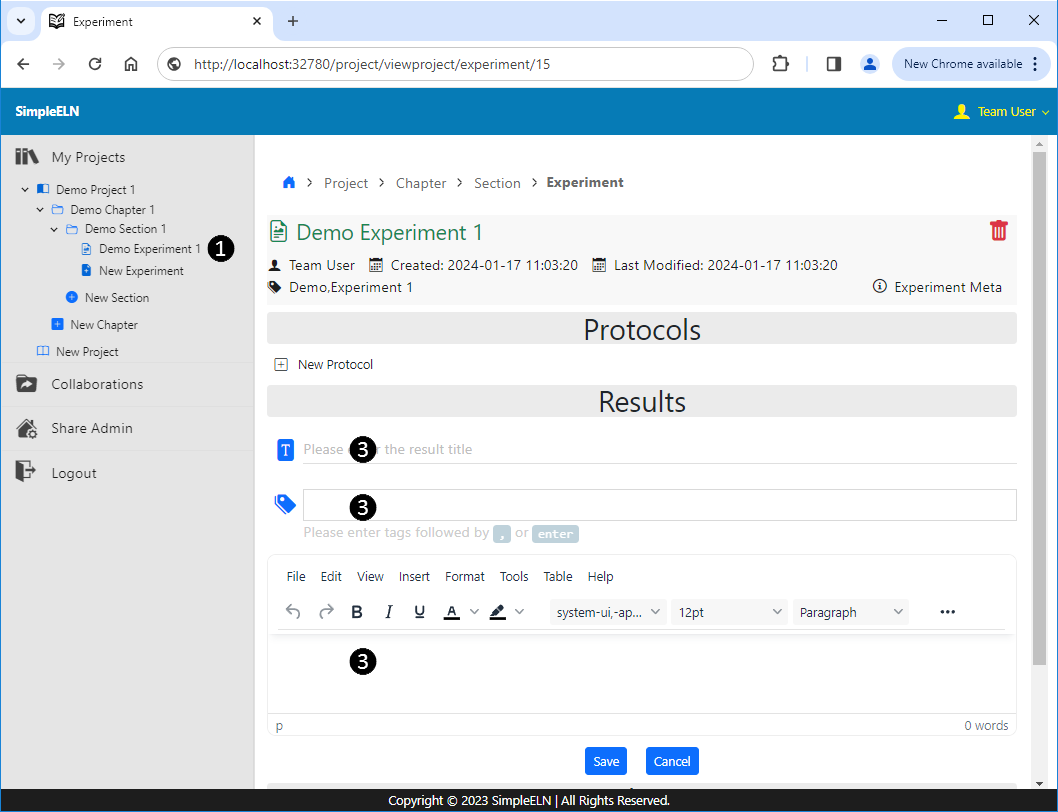 Experiment
http://localhost:32780/project/viewproject/experiment/15
New Chrome available
SimpleELN
Team User
My Projects
Demo Project 1
Demo Chapter 1
Demo Section 1
Demo Experiment 1 1
New Experiment
New Section
New Chapter
New Project
Collaborations
Share Admin
Logout
Project > Chapter > Section > Experiment
Demo Experiment 1
Team User Created: 2024-01-17 11:03:20 Last Modified: 2024-01-17 11:03:20
Demo,Experiment 1 Experiment Meta
Protocols
New Protocol
Results
T Please 3 r the result title
3
Please enter tags followed by , or enter
File Edit View Insert Format Tools Table Help
B I U A system-ui,-ap... 12pt Paragraph ...
3
p 0 words
Save Cancel
Copyright © 2023 SimpleELN | All Rights Reserved.